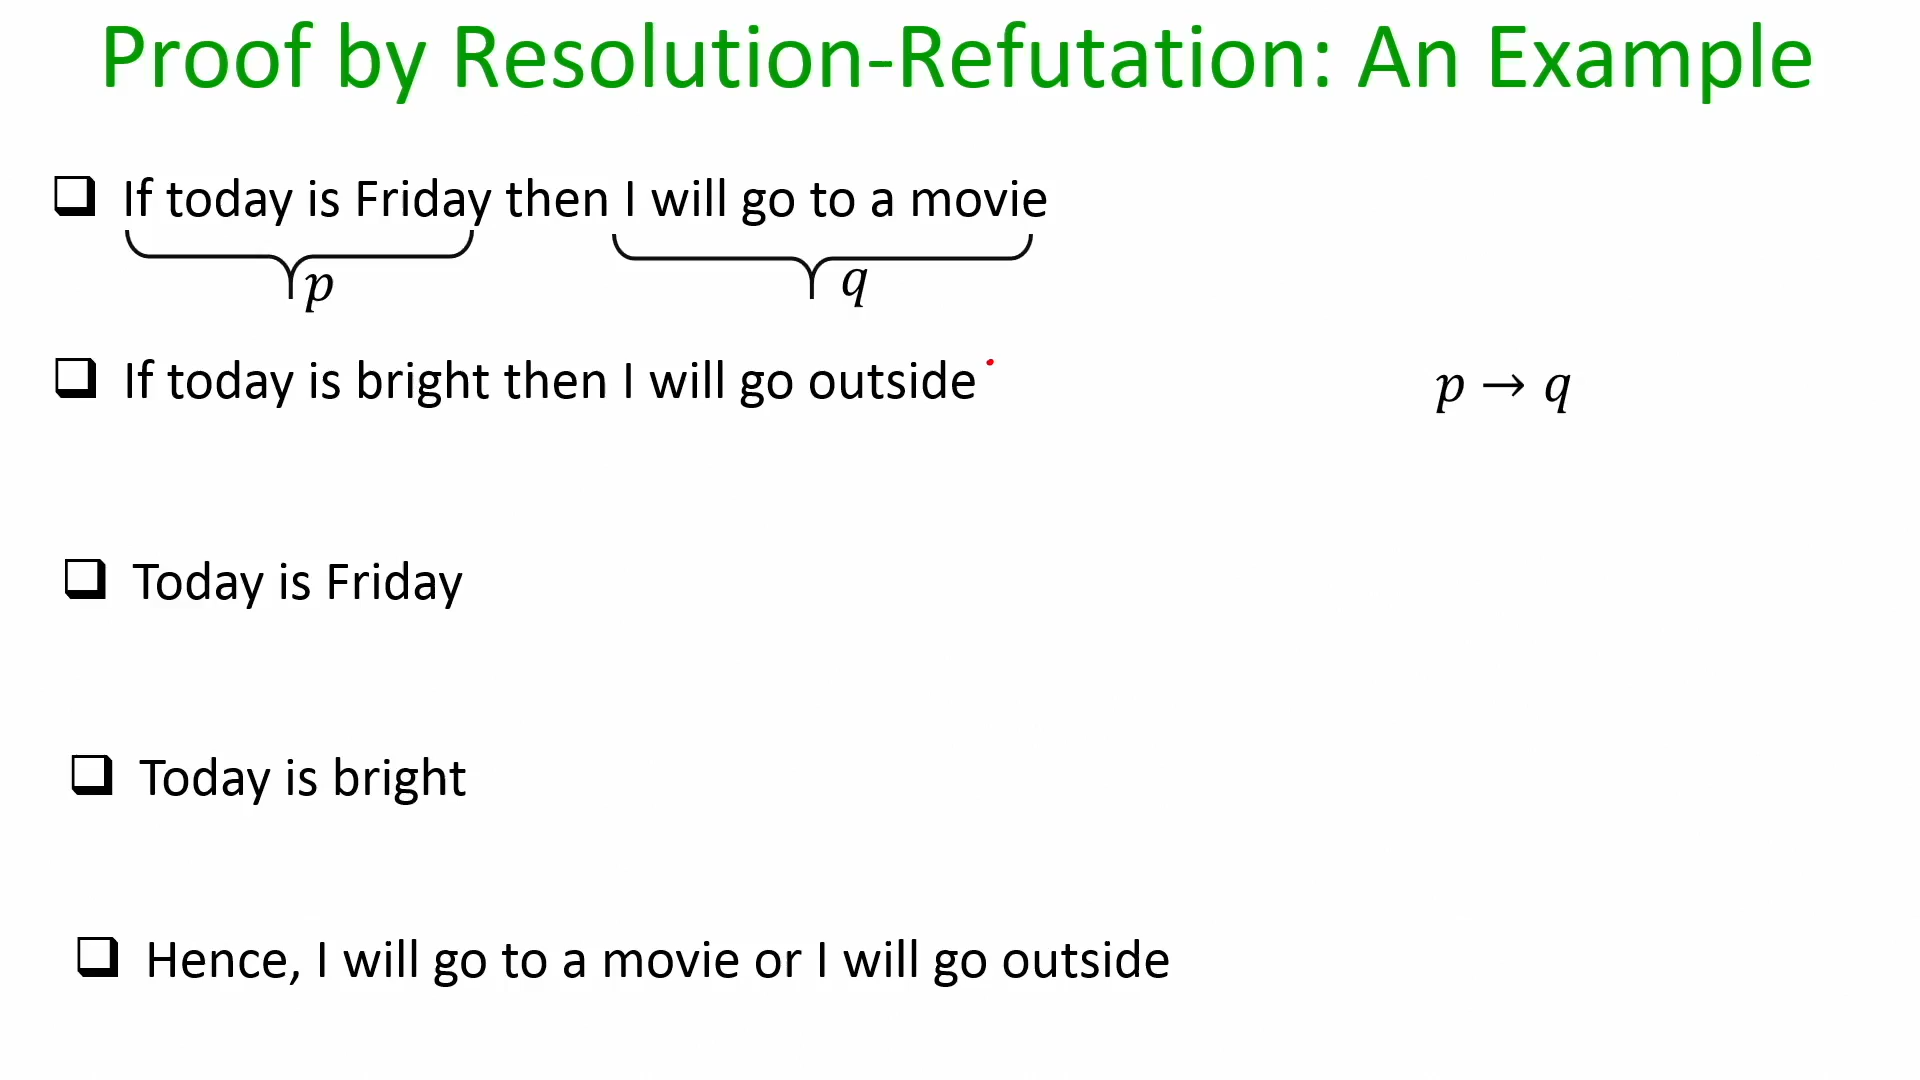 Proof by Resolution-Refutation: An Example
❑ If today is Friday then I will go to a movie
p q
❑ If today is bright then I will go outside
p → q
❑ Today is Friday
❑ Today is bright
❑ Hence, I will go to a movie or I will go outside